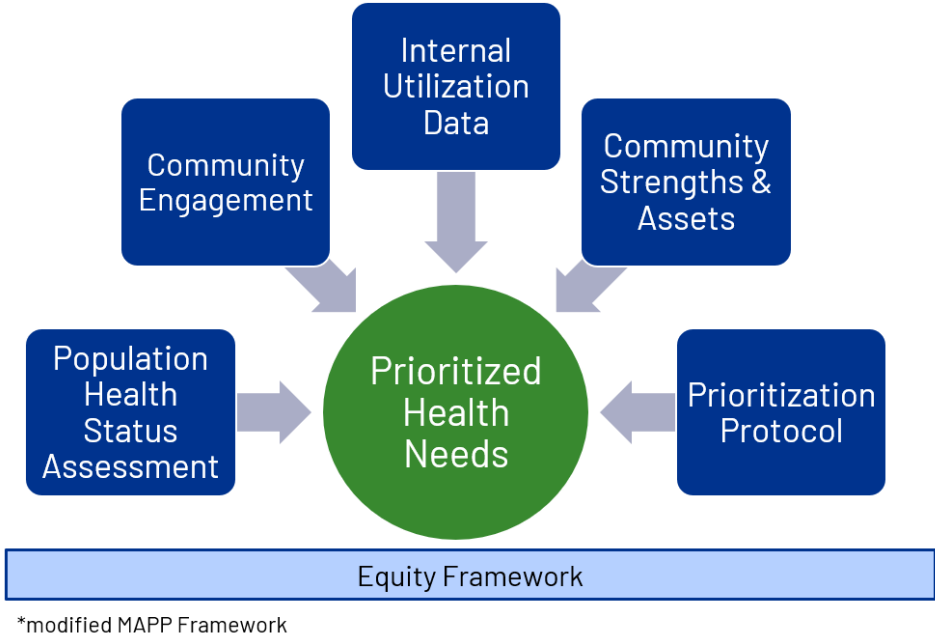 Internal
Utilization
Data
Community
Engagement
Community
Strengths &
Assets
Population
Health
Status
Assessment
Prioritized
Health
Needs
Prioritization
Protocol
Equity Framework
*modified MAPP Framework